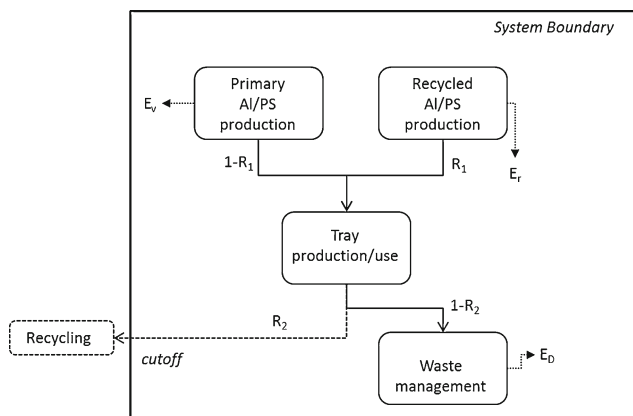 System Boundary
Primary
Al/PS
production
Recycled
Al/PS
production
Ev
Er
1-R1
R1
Tray
production/use
R2
1-R2
Recycling
cutoff
Waste
management
ED